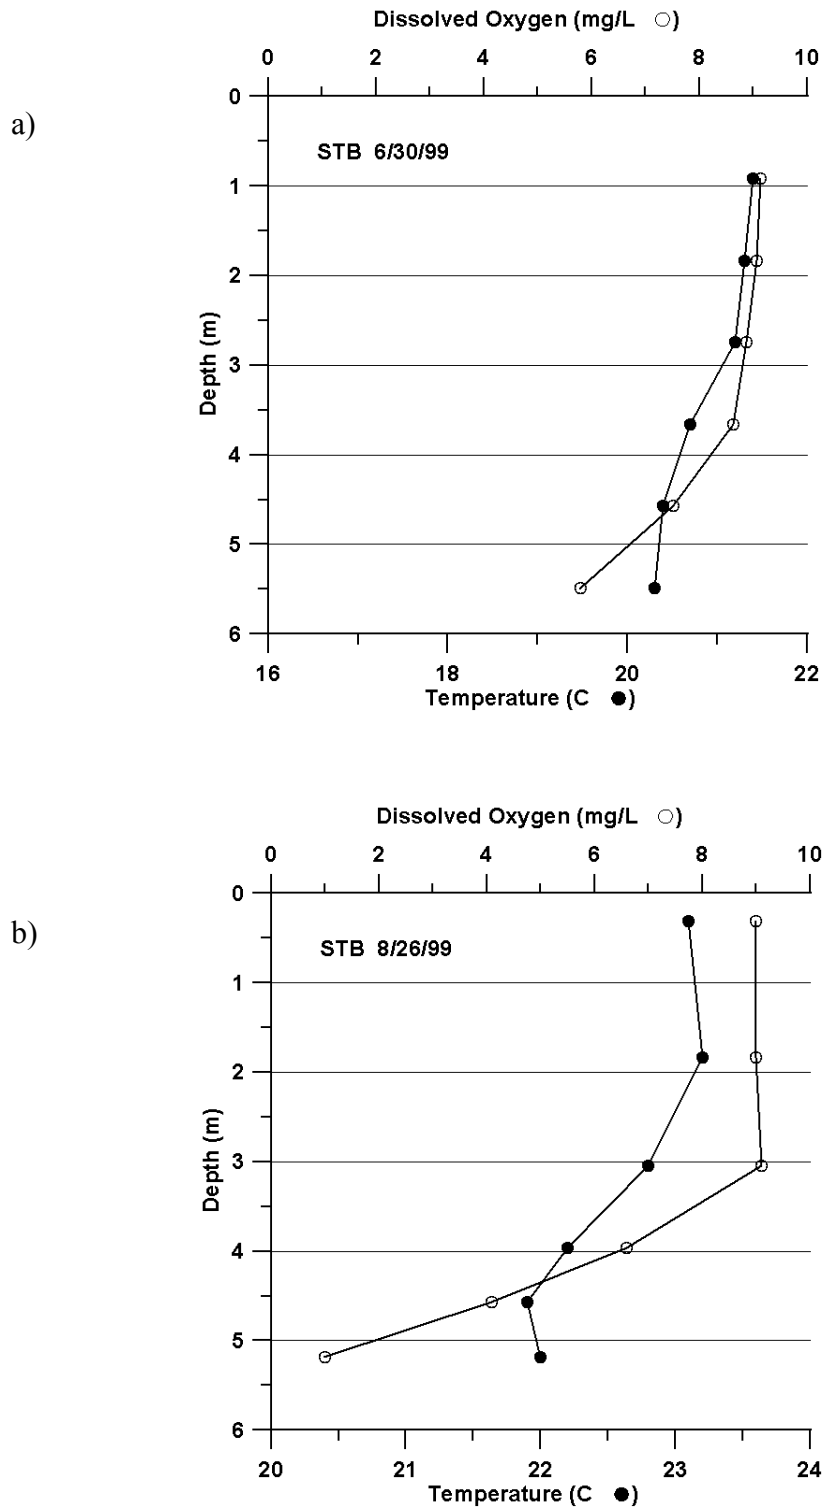 Dissolved Oxygen (mg/L ○)
0 2 4 6 8 10
a)
STB 6/30/99
0
1
2
3
4
5
6
Depth (m)
16 18 20 22
Temperature (C ●)
Dissolved Oxygen (mg/L ○)
0 2 4 6 8 10
b)
STB 8/26/99
0
1
2
3
4
5
6
Depth (m)
20 21 22 23 24
Temperature (C ●)